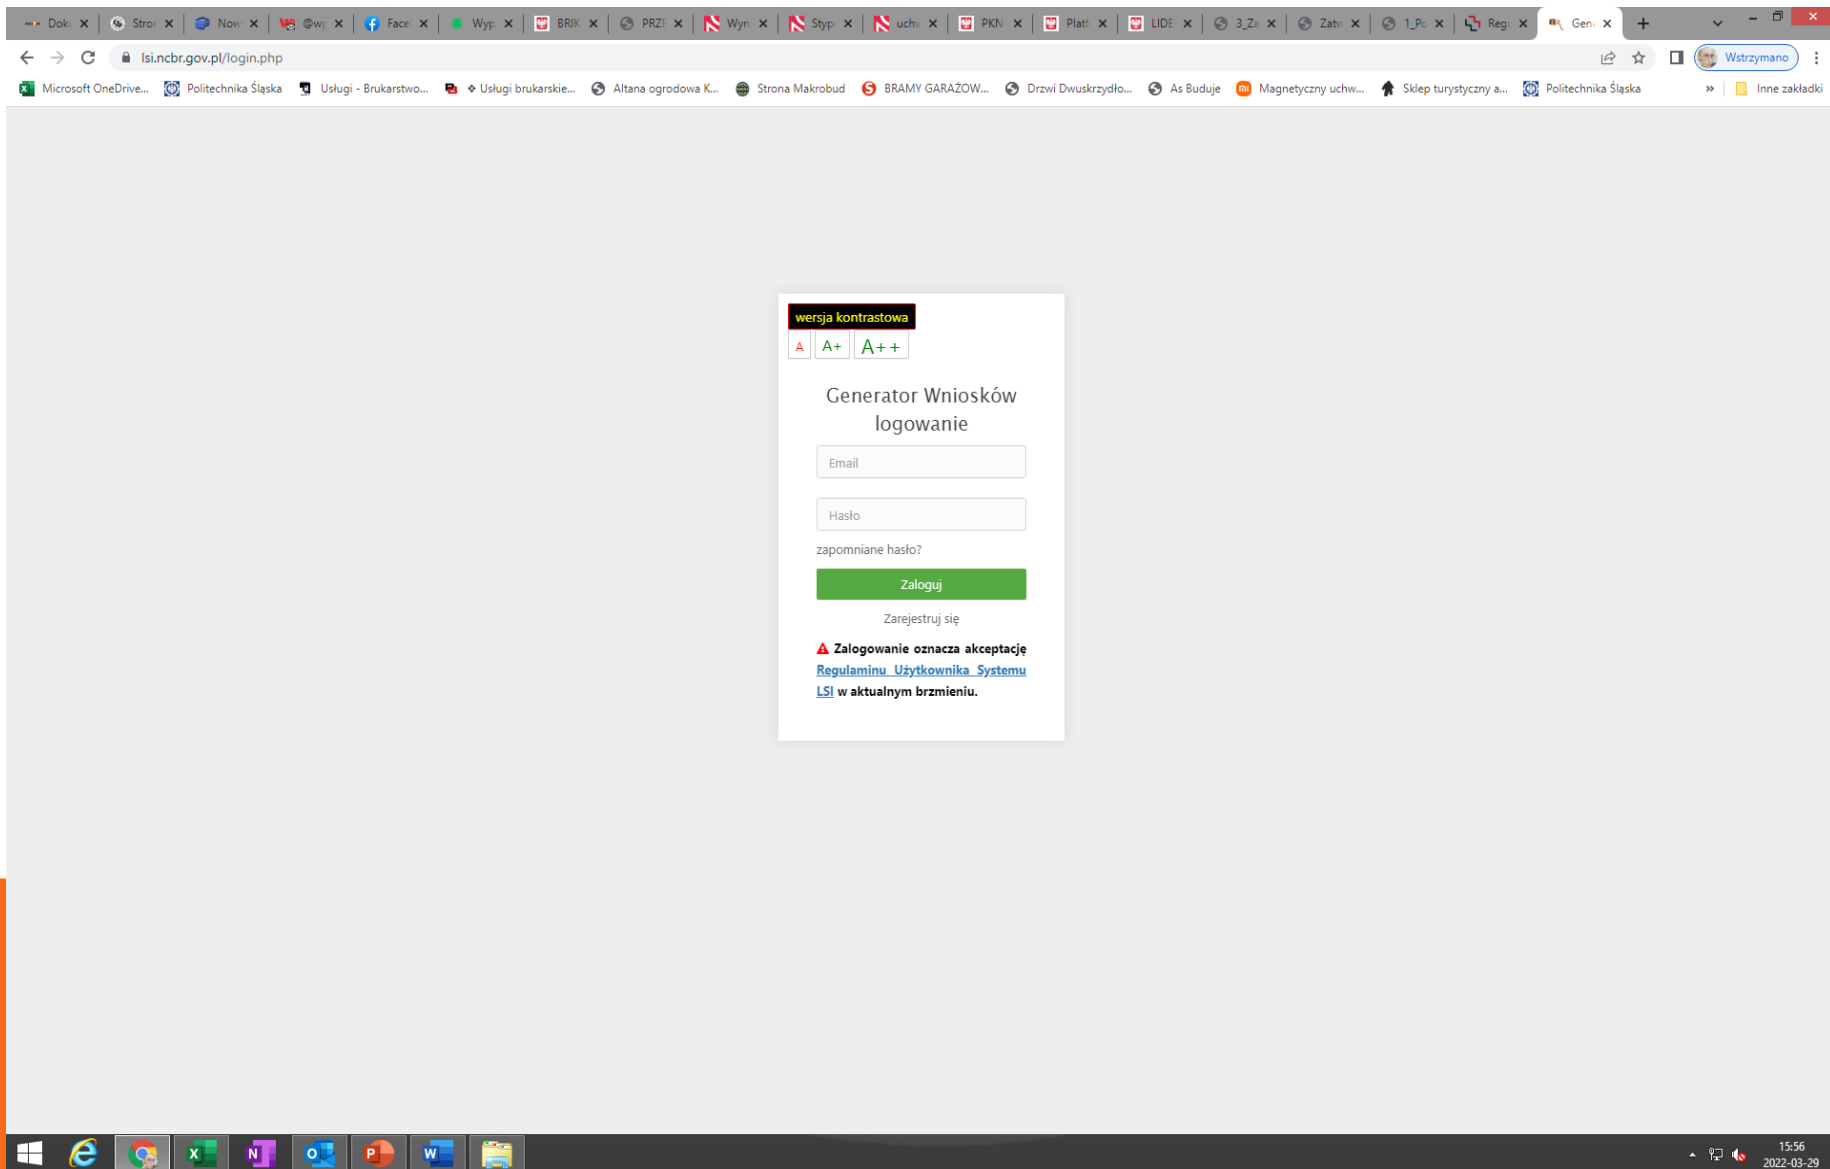 Dok Stror Now @wp Face Wyp BRIK PRZE Wyn Styp uchw PKN Platf LIDE 3_Za Zatw 1_Po Regu Gene
lsi.ncbr.gov.pl/login.php
Wstrzymano
Microsoft OneDrive... Politechnika Śląska Usługi - Brukarstwo... ❖ Usługi brukarskie... Altana ogrodowa K... Strona Makrobud BRAMY GARAŻOW... Drzwi Dwuskrzydło... As Buduje Magnetyczny uchw... Sklep turystyczny a... Politechnika Śląska » Inne zakładki
wersja kontrastowa
A A+ A++
Generator Wniosków
logowanie
Email
Hasło
zapomniane hasło?
Zaloguj
Zarejestruj się
Zalogowanie oznacza akceptację
Regulaminu Użytkownika Systemu
LSI w aktualnym brzmieniu.
15:56
2022-03-29